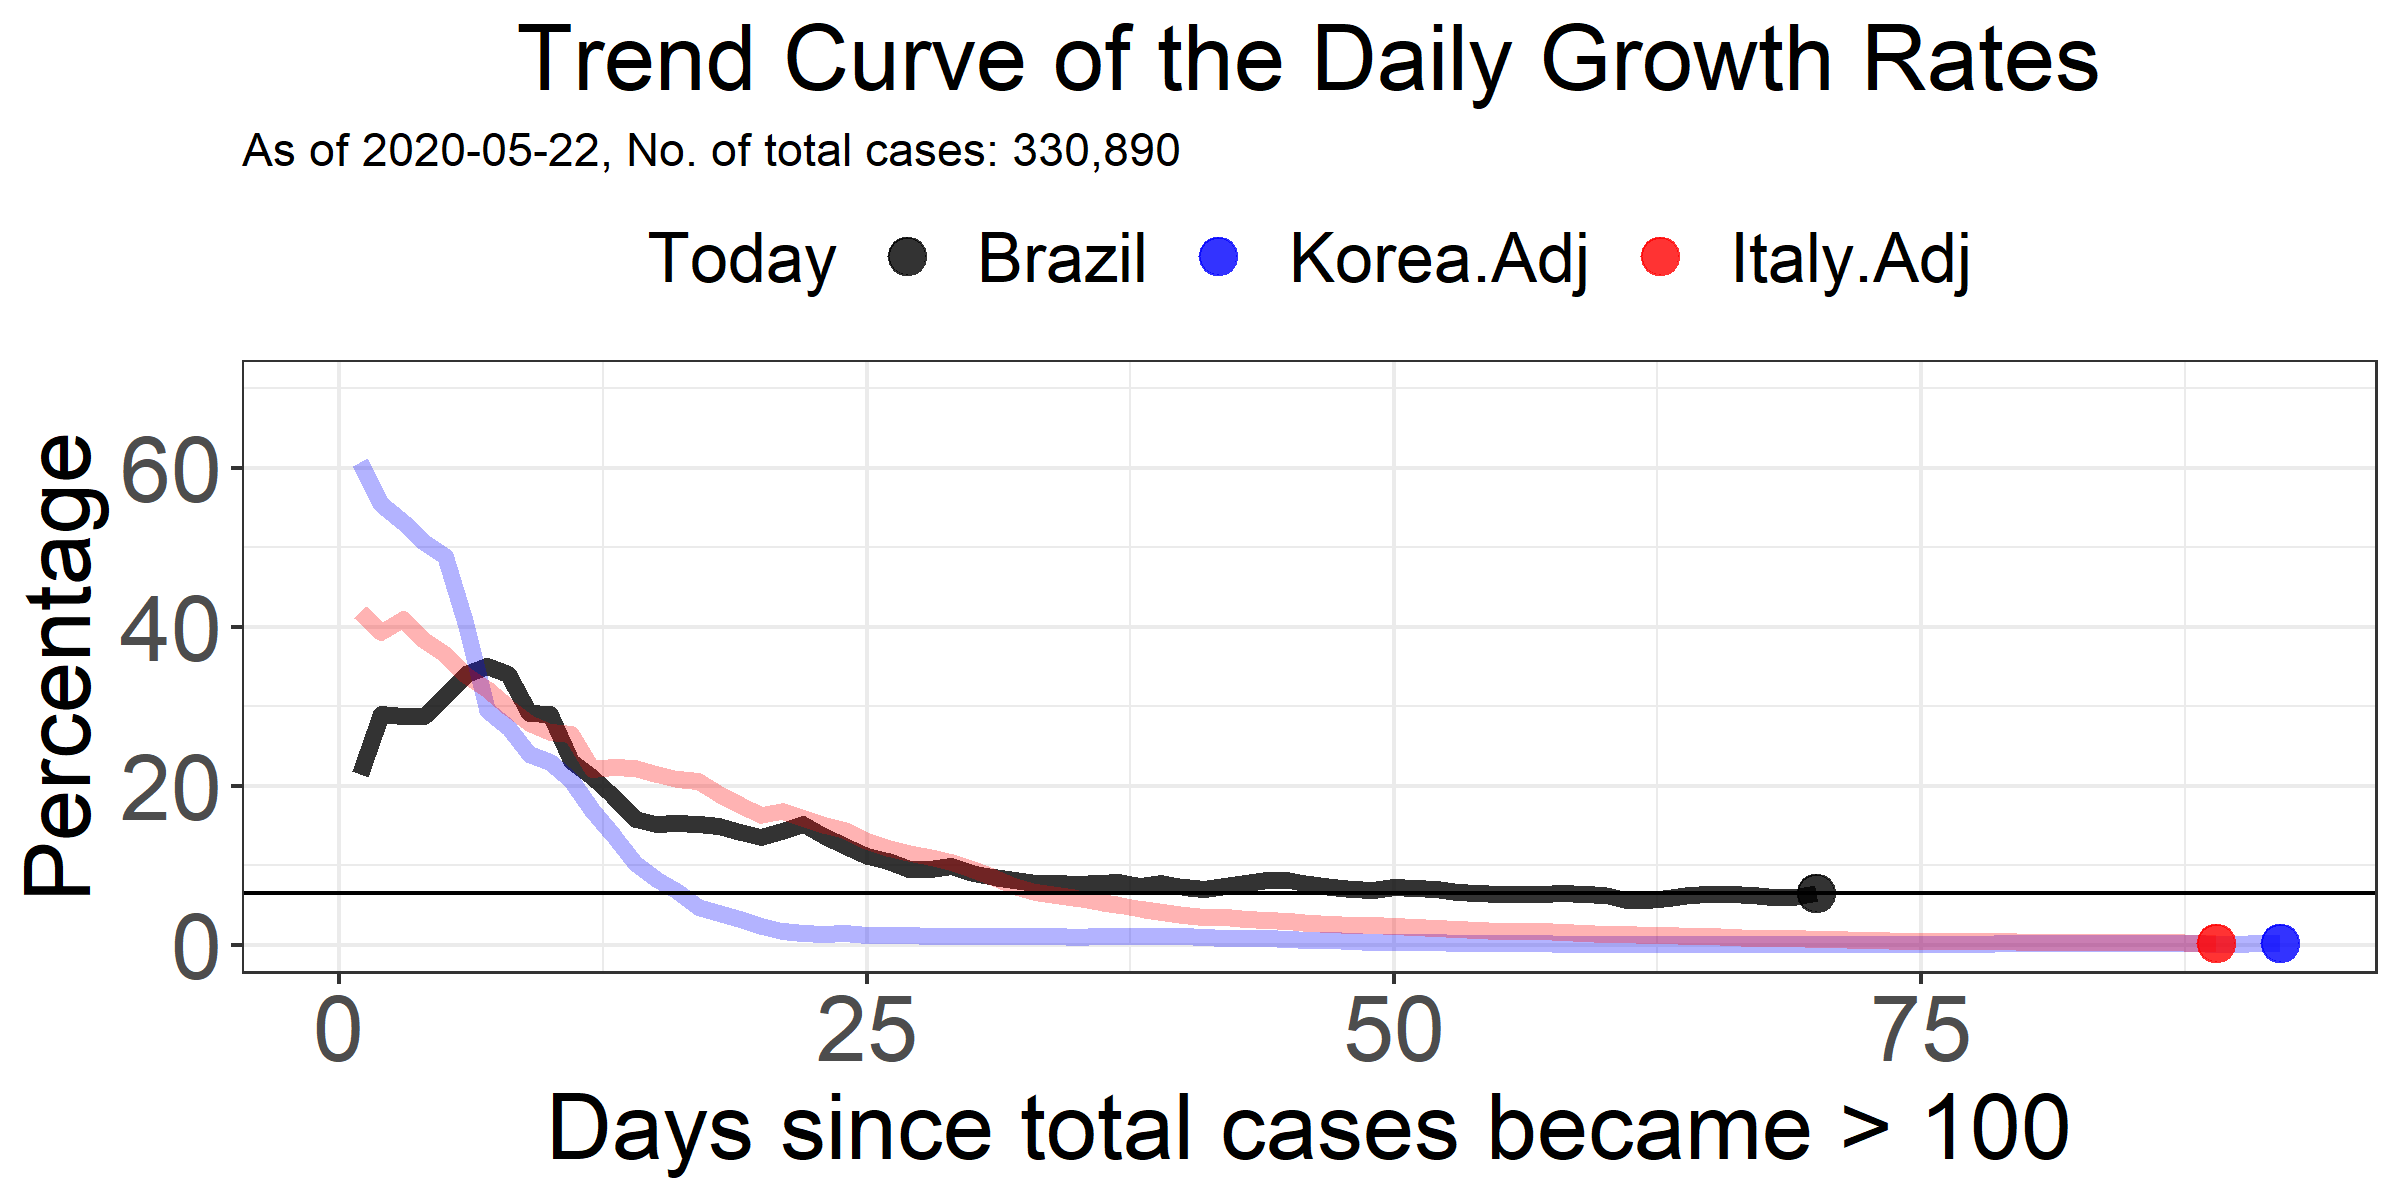 Trend Curve of the Daily Growth Rates
As of 2020-05-22, No. of total cases: 330,890
Today Brazil Korea.Adj Italy.Adj
Percentage
60
40
20
0
0 25 50 75
Days since total cases became > 100